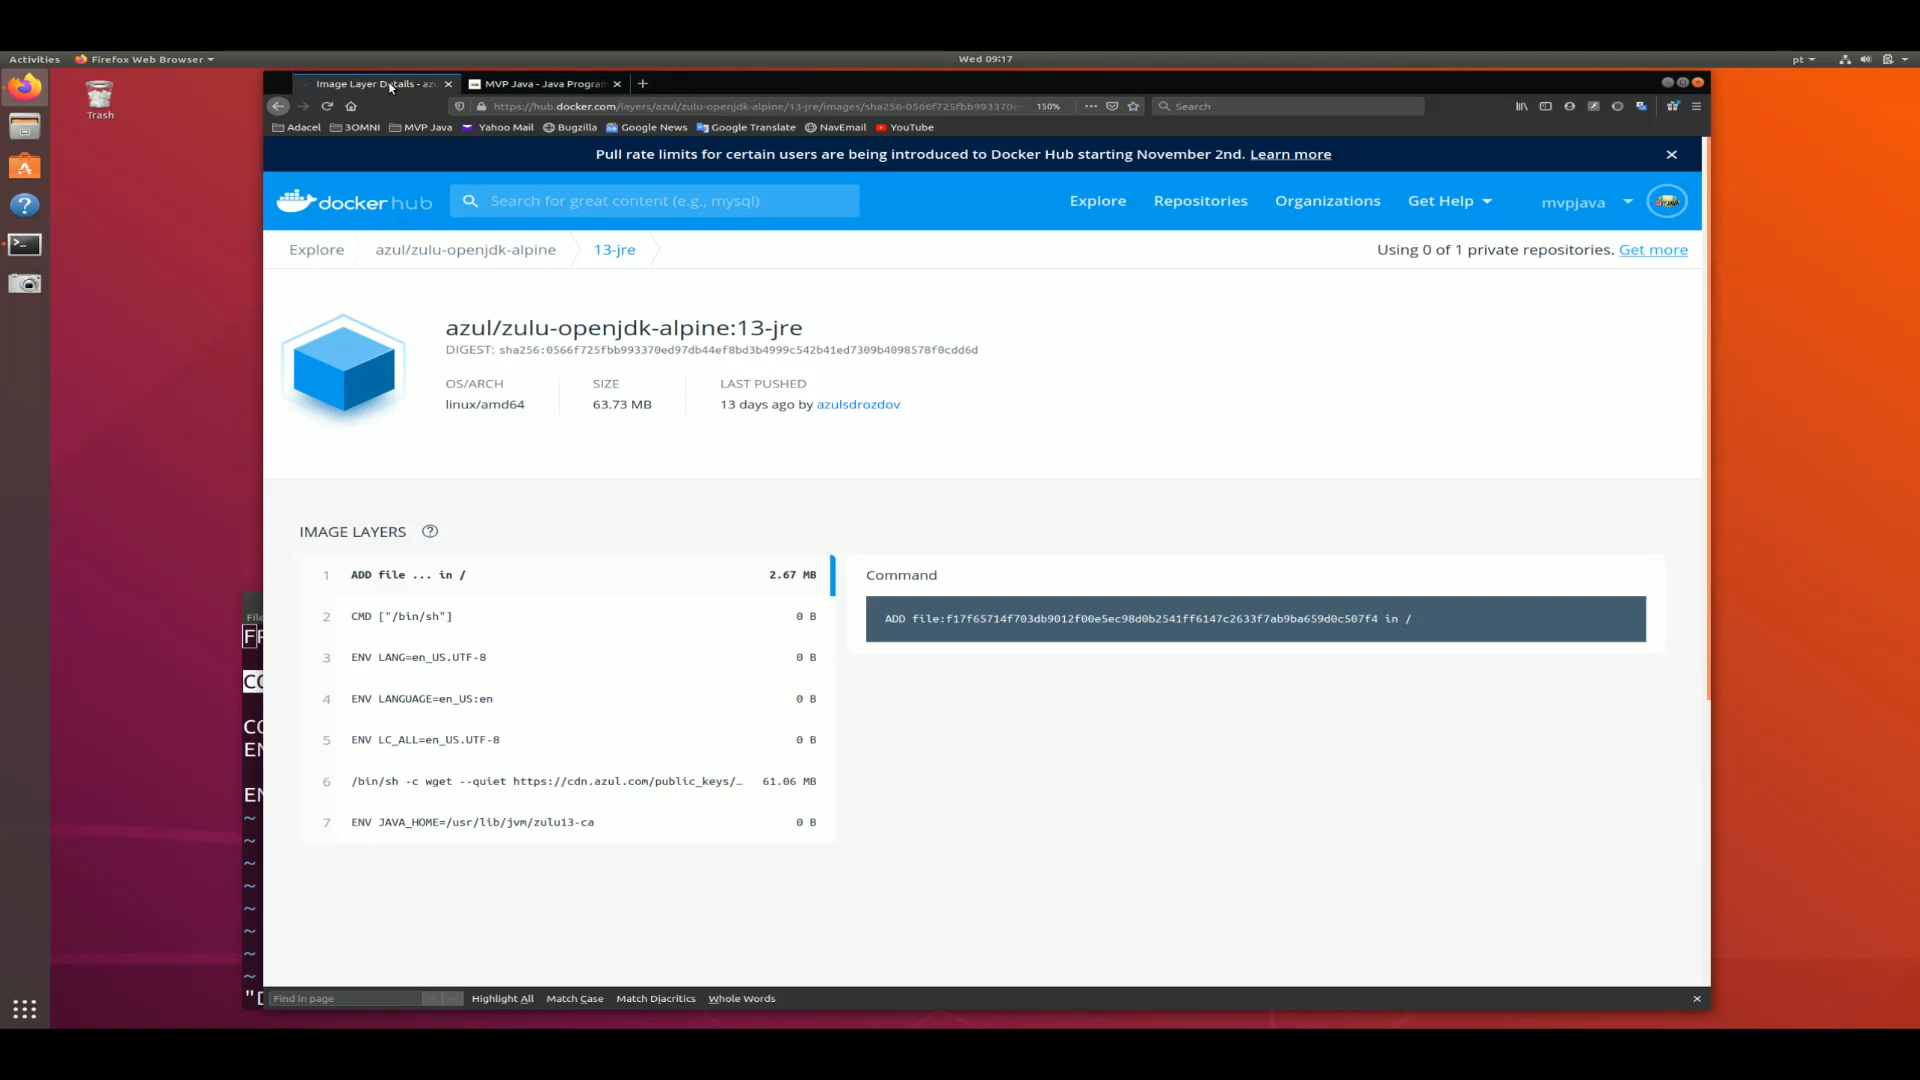 Activities
Firefox Web Browser
Wed 09:17
pt
Trash
Image Layer Details - azu
MVP Java - Java Program
https://hub.docker.com/layers/azul/zulu-openjdk-alpine/13-jre/images/sha256-0566f725fbb993370e
150%
Search
Adacel
3OMNI
MVP Java
Yahoo Mail
Bugzilla
Google News
Google Translate
NavEmail
YouTube
Pull rate limits for certain users are being introduced to Docker Hub starting November 2nd. Learn more
docker hub
Search for great content (e.g., mysql)
Explore
Repositories
Organizations
Get Help
mvpjava
Explore
azul/zulu-openjdk-alpine
13-jre
Using 0 of 1 private repositories. Get more
azul/zulu-openjdk-alpine:13-jre
DIGEST: sha256:0566f725fbb993370ed97db44ef8bd3b4999c542b41ed7309b4098578f0cdd6d
OS/ARCH
SIZE
LAST PUSHED
linux/amd64
63.73 MB
13 days ago by azulsdrozdov
IMAGE LAYERS
1 ADD file ... in / 2.67 MB
2 CMD ["/bin/sh"] 0 B
3 ENV LANG=en_US.UTF-8 0 B
4 ENV LANGUAGE=en_US:en 0 B
5 ENV LC_ALL=en_US.UTF-8 0 B
6 /bin/sh -c wget --quiet https://cdn.azul.com/public_keys/… 61.06 MB
7 ENV JAVA_HOME=/usr/lib/jvm/zulu13-ca 0 B
Command
ADD file:f17f65714f703db9012f00e5ec98d0b2541ff6147c2633f7ab9ba659d0c507f4 in /
File
CO
CO
EN
EN
~
~
~
~
~
~
~
~
Find in page
Highlight All
Match Case
Match Diacritics
Whole Words